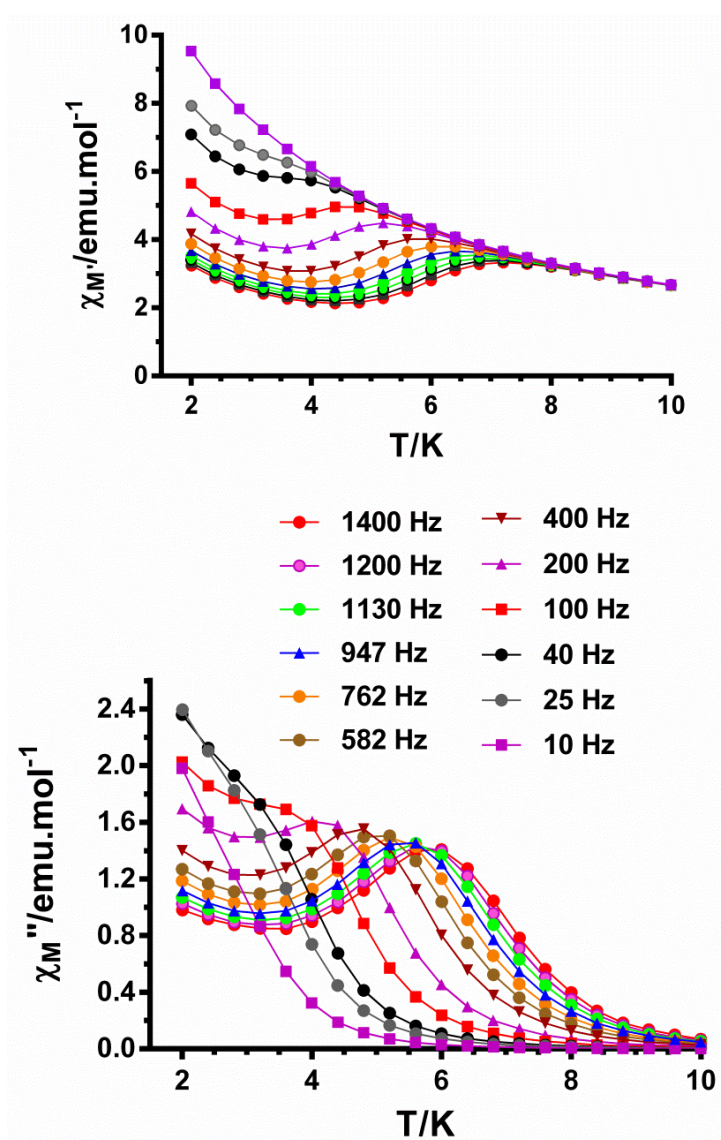 χM'/emu.mol-1
10
8
6
4
2
0
2 4 6 8 10
T/K
1400 Hz 400 Hz
1200 Hz 200 Hz
1130 Hz 100 Hz
947 Hz 40 Hz
762 Hz 25 Hz
582 Hz 10 Hz
χM''/emu.mol-1
2.4
2.0
1.6
1.2
0.8
0.4
0.0
2 4 6 8 10
T/K